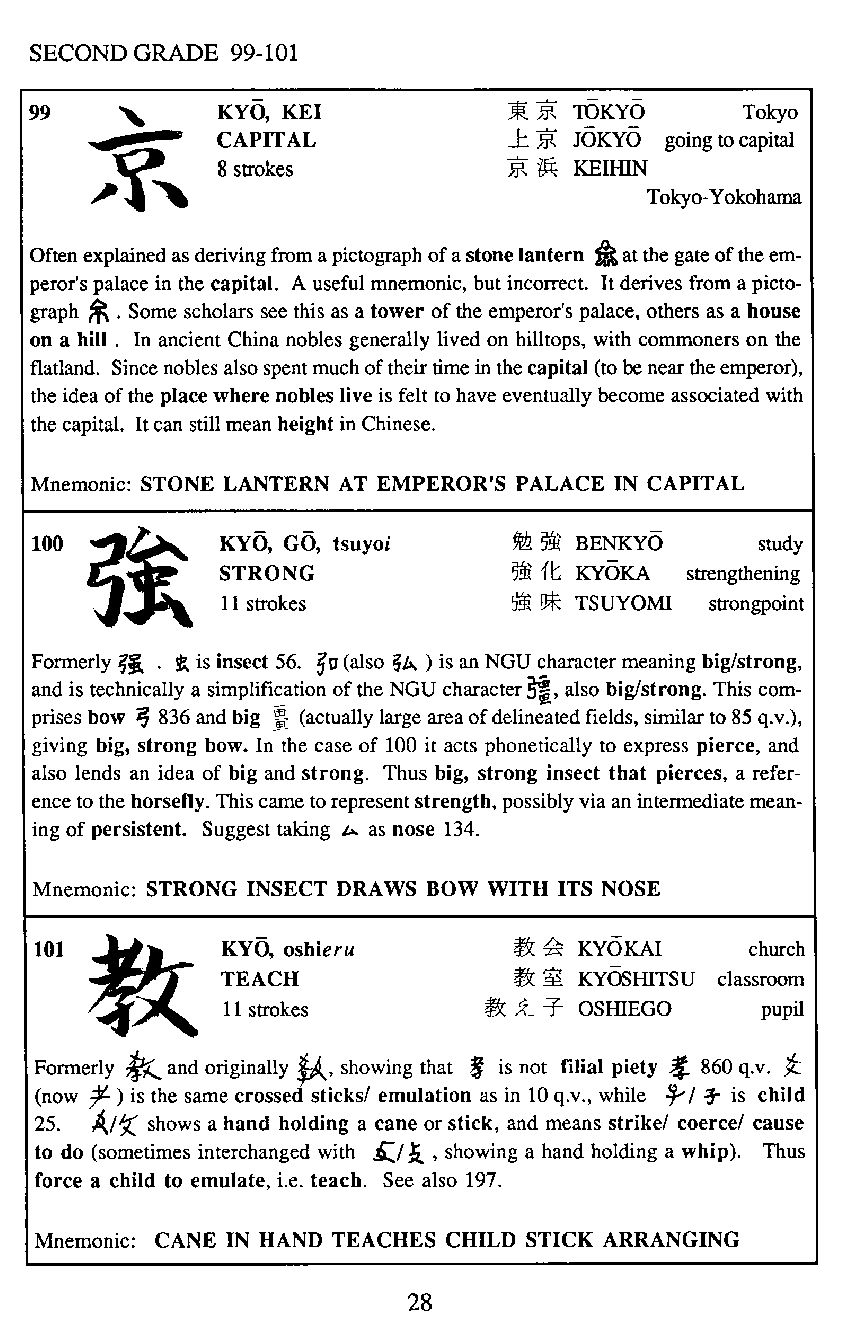 SECOND GRADE 99-101
99 京 KYŌ, KEI 東京 TŌKYŌ Tokyo
CAPITAL 上京 JŌKYŌ going to capital
8 strokes 京浜 KEIHIN
Tokyo-Yokohama
Often explained as deriving from a pictograph of a stone lantern at the gate of the em-
peror's palace in the capital. A useful mnemonic, but incorrect. It derives from a picto-
graph . Some scholars see this as a tower of the emperor's palace, others as a house
on a hill . In ancient China nobles generally lived on hilltops, with commoners on the
flatland. Since nobles also spent much of their time in the capital (to be near the emperor),
the idea of the place where nobles live is felt to have eventually become associated with
the capital. It can still mean height in Chinese.
Mnemonic: STONE LANTERN AT EMPEROR'S PALACE IN CAPITAL
100 強 KYŌ, GŌ, tsuyoi 勉強 BENKYŌ study
STRONG 強化 KYŌKA strengthening
11 strokes 強味 TSUYOMI strongpoint
Formerly 强 . 虫 is insect 56. 弘 (also 弘 ) is an NGU character meaning big/strong,
and is technically a simplification of the NGU character 彊, also big/strong. This com-
prises bow 弓 836 and big 畺 (actually large area of delineated fields, similar to 85 q.v.),
giving big, strong bow. In the case of 100 it acts phonetically to express pierce, and
also lends an idea of big and strong. Thus big, strong insect that pierces, a refer-
ence to the horsefly. This came to represent strength, possibly via an intermediate mean-
ing of persistent. Suggest taking ム as nose 134.
Mnemonic: STRONG INSECT DRAWS BOW WITH ITS NOSE
101 教 KYŌ, oshieru 教会 KYŌKAI church
TEACH 教室 KYŌSHITSU classroom
11 strokes 教え子 OSHIEGO pupil
Formerly 敎 and originally , showing that is not filial piety 孝 860 q.v.
(now ) is the same crossed sticks/ emulation as in 10 q.v., while / 子 is child
25. /攵 shows a hand holding a cane or stick, and means strike/ coerce/ cause
to do (sometimes interchanged with / , showing a hand holding a whip). Thus
force a child to emulate, i.e. teach. See also 197.
Mnemonic: CANE IN HAND TEACHES CHILD STICK ARRANGING
28